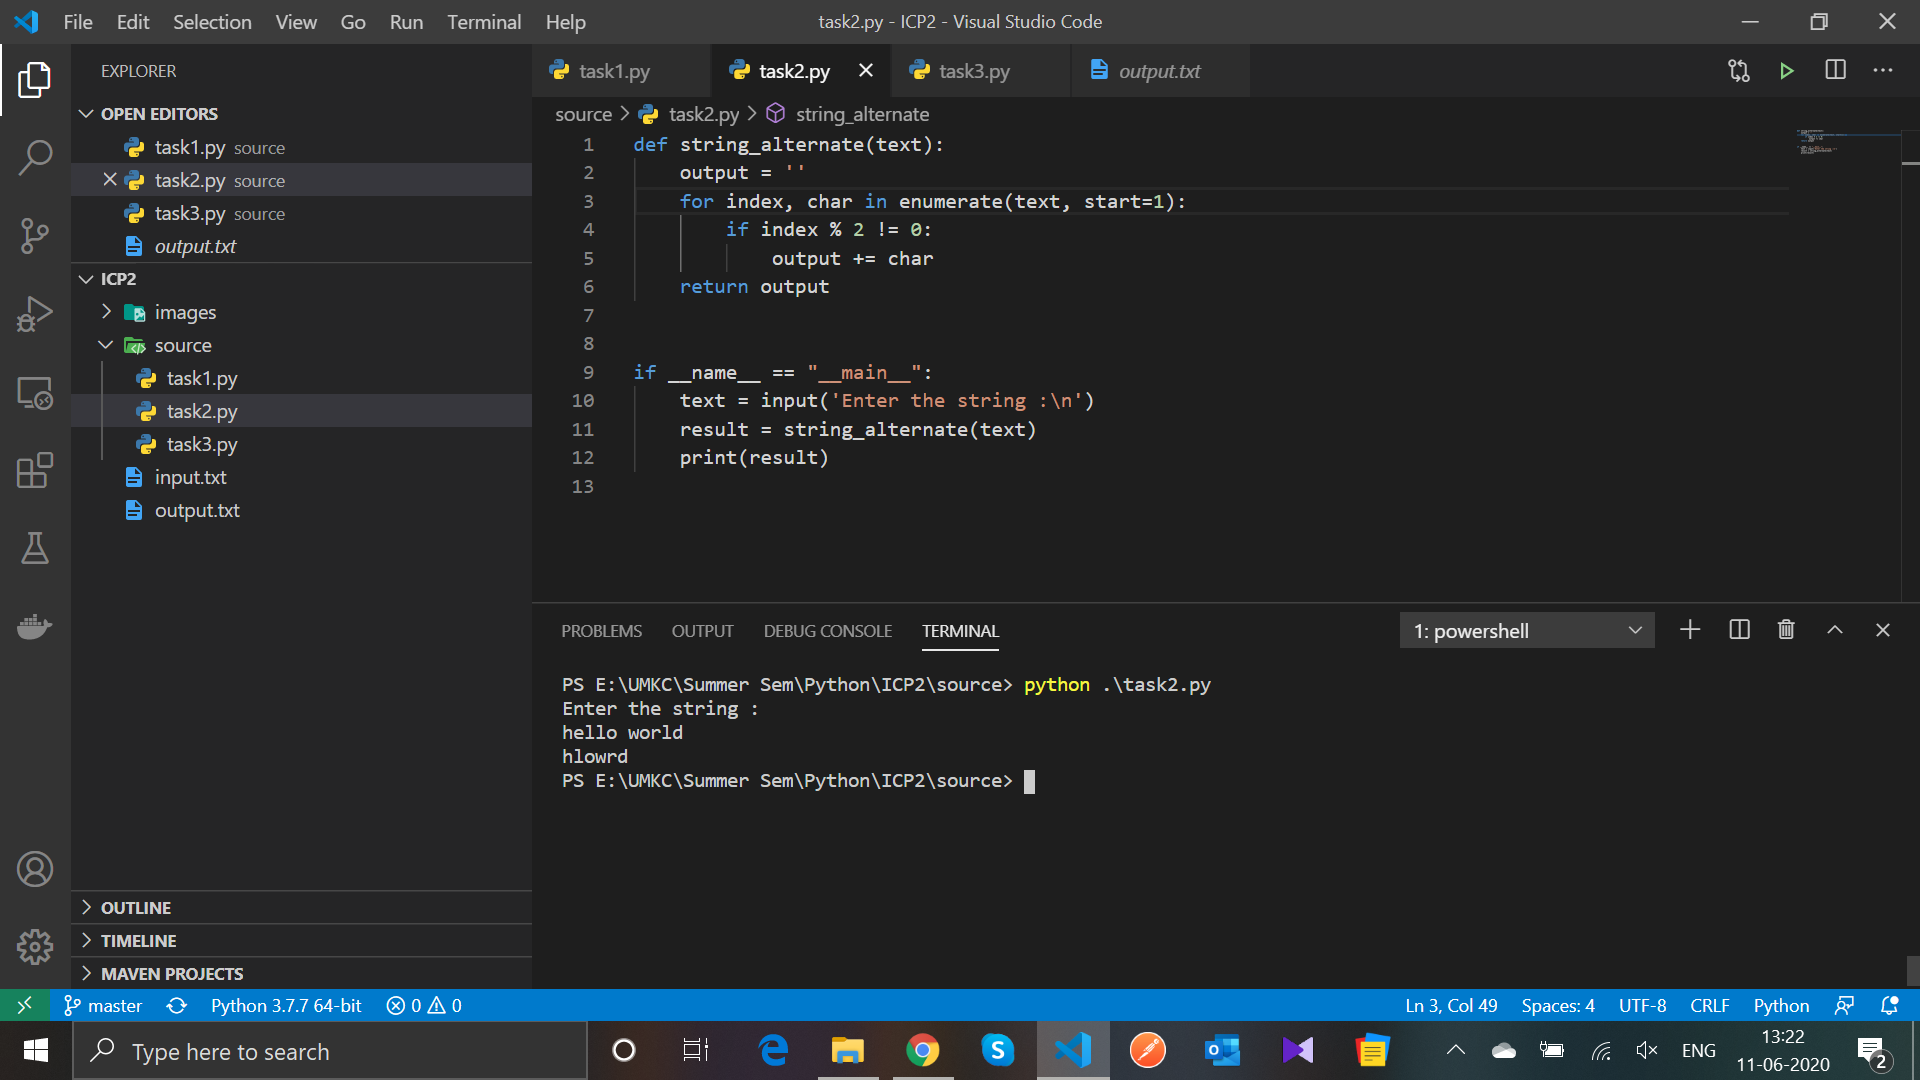 File Edit Selection View Go Run Terminal Help
task2.py - ICP2 - Visual Studio Code
EXPLORER
OPEN EDITORS
task1.py source
task2.py source
task3.py source
output.txt
ICP2
images
source
task1.py
task2.py
task3.py
input.txt
output.txt
OUTLINE
TIMELINE
MAVEN PROJECTS
task1.py task2.py task3.py output.txt
source > task2.py > string_alternate
1 def string_alternate(text):
2     output = ''
3     for index, char in enumerate(text, start=1):
4         if index % 2 != 0:
5             output += char
6     return output
7
8
9 if __name__ == "__main__":
10     text = input('Enter the string :\n')
11     result = string_alternate(text)
12     print(result)
13
PROBLEMS OUTPUT DEBUG CONSOLE TERMINAL
1: powershell
PS E:\UMKC\Summer Sem\Python\ICP2\source> python .\task2.py
Enter the string :
hello world
hlowrd
PS E:\UMKC\Summer Sem\Python\ICP2\source>
master Python 3.7.7 64-bit 0 0 Ln 3, Col 49 Spaces: 4 UTF-8 CRLF Python
Type here to search
ENG
13:22
11-06-2020
2